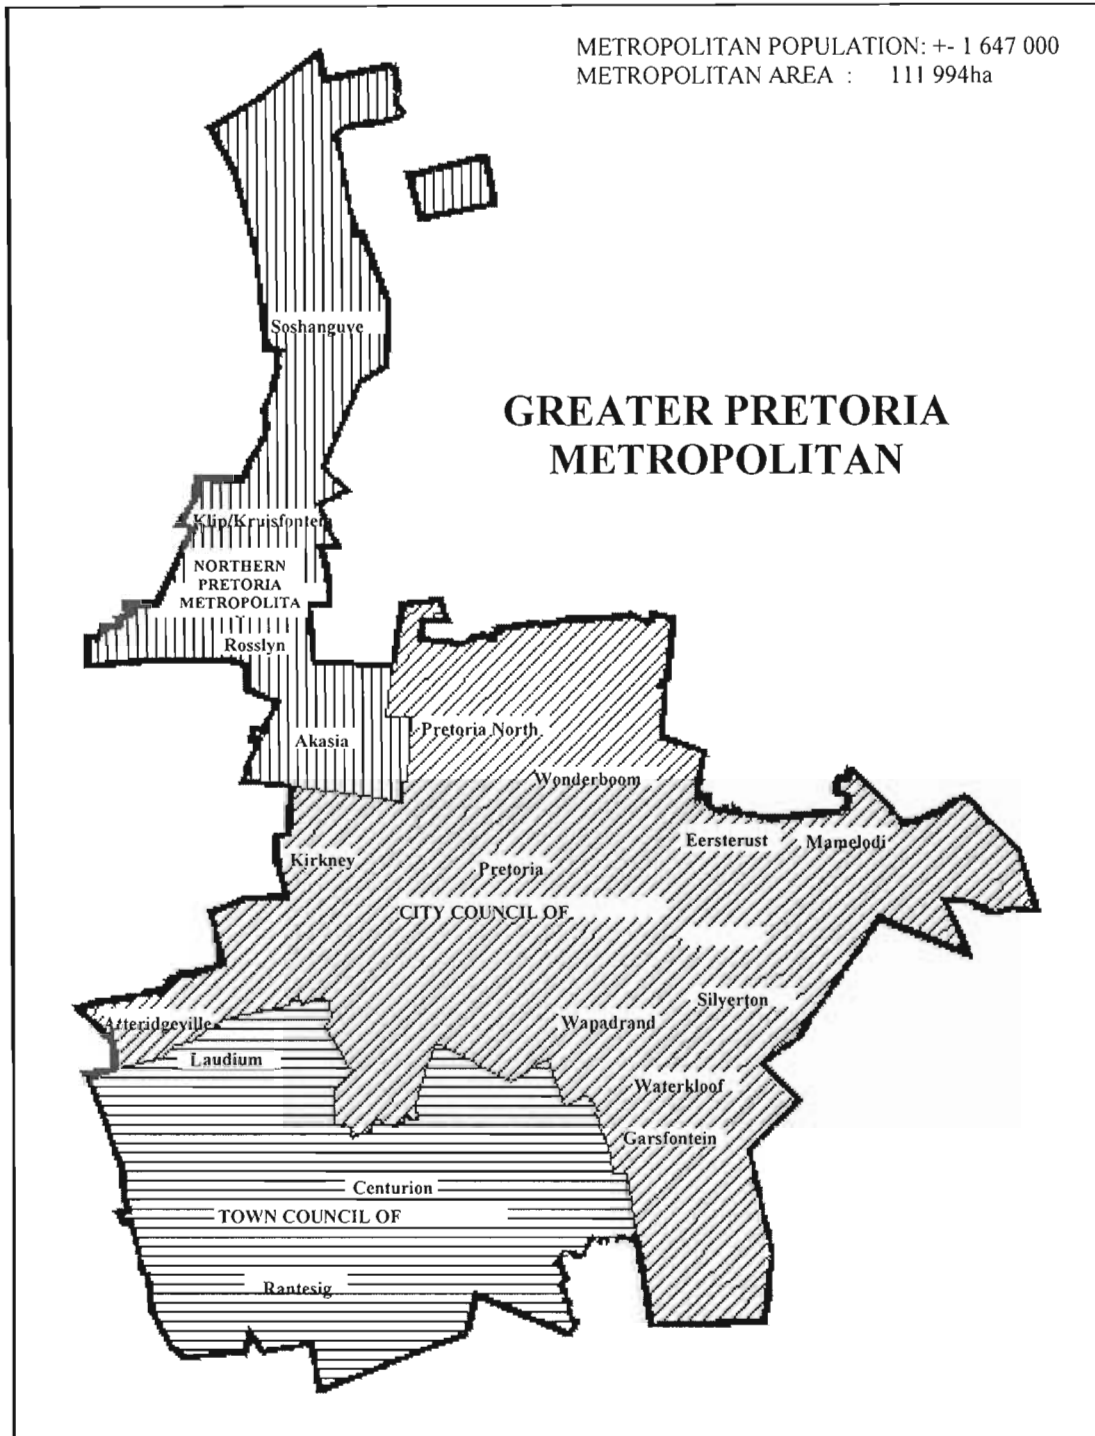 METROPOLITAN POPULATION: +- 1 647 000
METROPOLITAN AREA : 111 994ha
Soshanguve
GREATER PRETORIA
METROPOLITAN
Klip/Kruisfontein
NORTHERN
PRETORIA
METROPOLITA
Rosslyn
Pretoria North
Akasia
Wonderboom
Eersterust
Mamelodi
Kirkney
Pretoria
CITY COUNCIL OF
Silverton
Atteridgeville
Wapadrand
Laudium
Waterkloof
Garsfontein
Centurion
TOWN COUNCIL OF
Rantesig